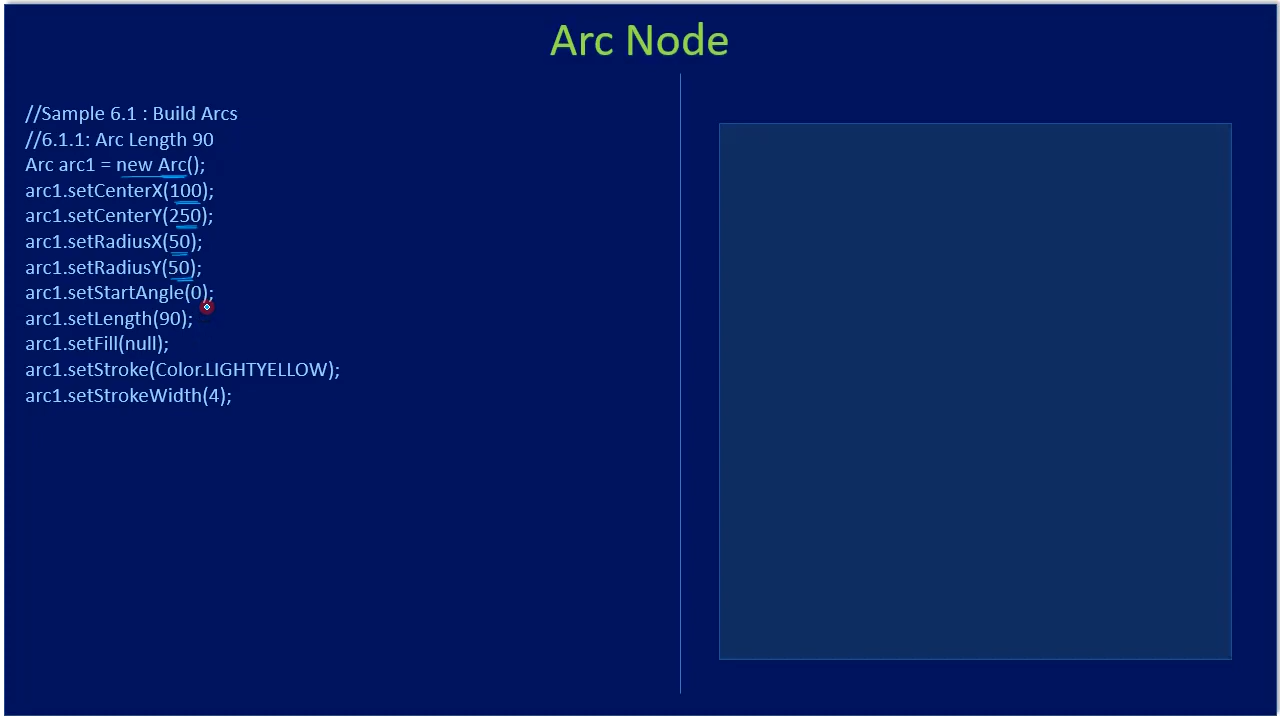 Arc Node
//Sample 6.1 : Build Arcs
//6.1.1: Arc Length 90
Arc arc1 = new Arc();
arc1.setCenterX(100);
arc1.setCenterY(250);
arc1.setRadiusX(50);
arc1.setRadiusY(50);
arc1.setStartAngle(0);
arc1.setLength(90);
arc1.setFill(null);
arc1.setStroke(Color.LIGHTYELLOW);
arc1.setStrokeWidth(4);